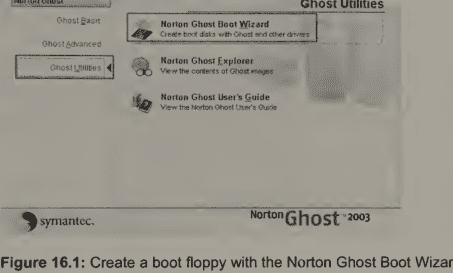 Norton Ghost
Ghost Utilities
Ghost Basic
Ghost Advanced
Ghost Utilities
Norton Ghost Boot Wizard
Create boot disks with Ghost and other drivers
Norton Ghost Explorer
View the contents of Ghost images
Norton Ghost User's Guide
View the Norton Ghost User's Guide
symantec.
Norton Ghost 2003
Figure 16.1: Create a boot floppy with the Norton Ghost Boot Wizar